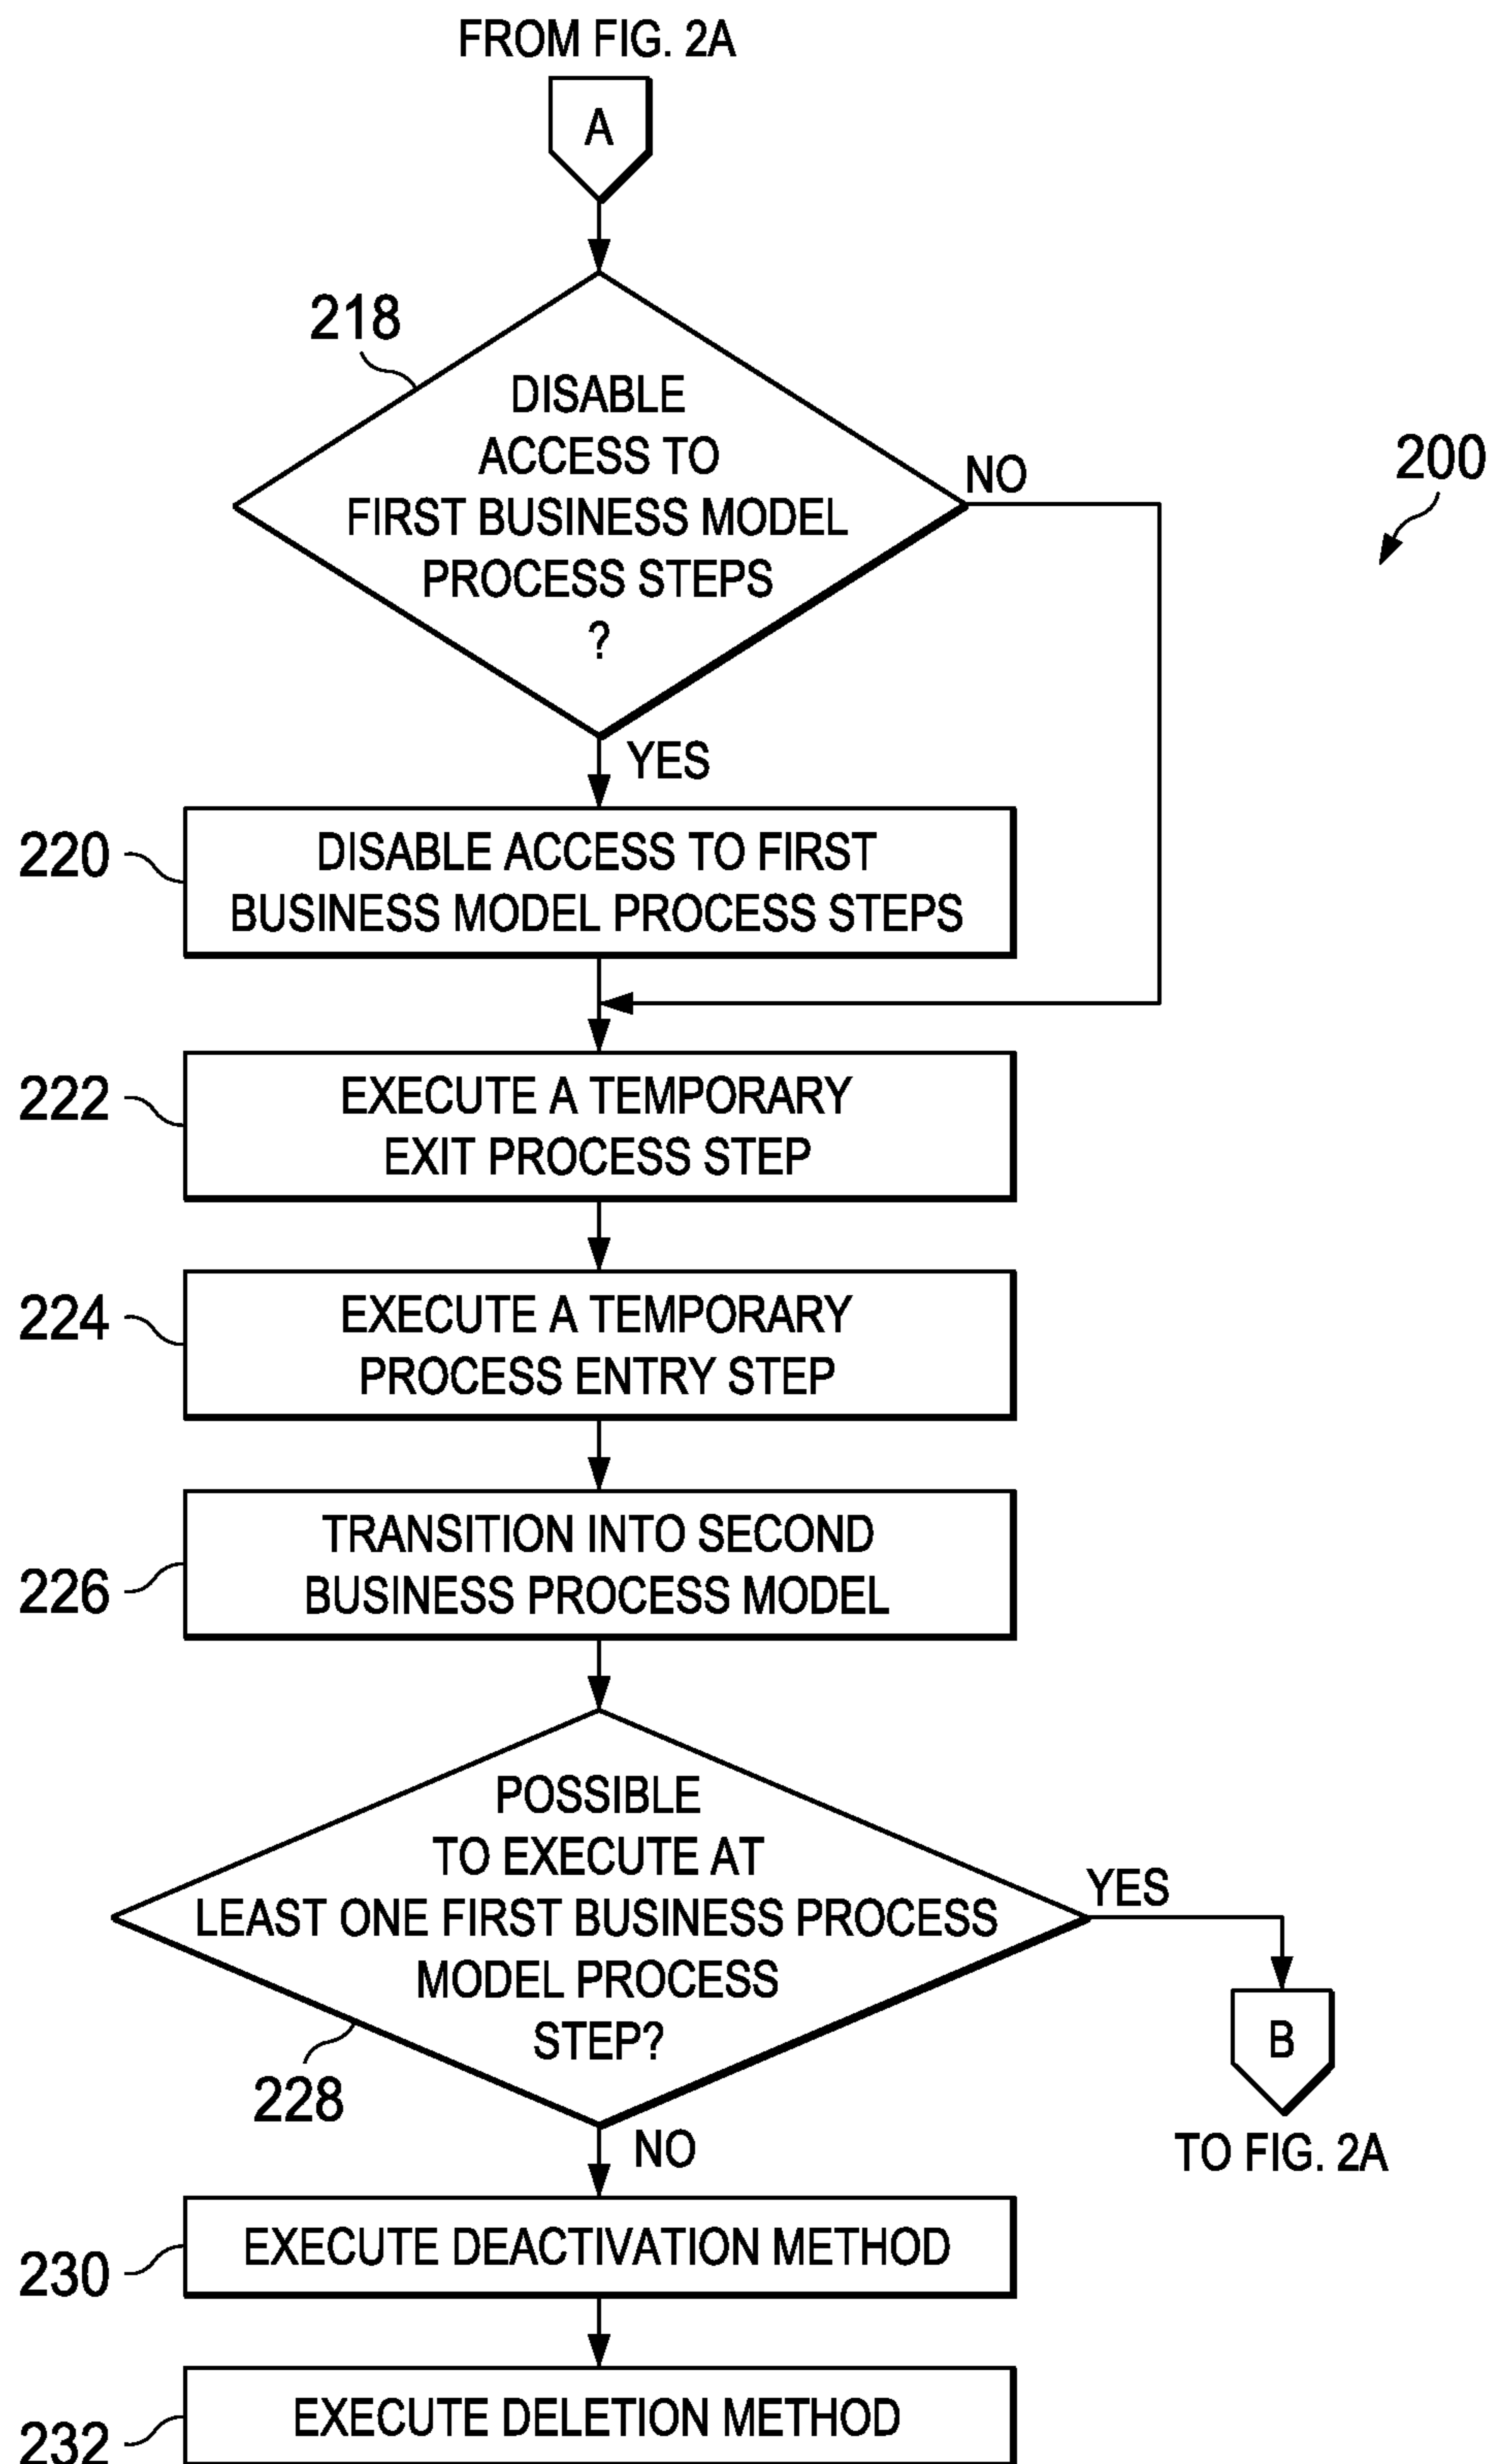 FROM FIG. 2A
A
218
DISABLE
ACCESS TO
FIRST BUSINESS MODEL
PROCESS STEPS
?
NO
200
YES
220
DISABLE ACCESS TO FIRST
BUSINESS MODEL PROCESS STEPS
222
EXECUTE A TEMPORARY
EXIT PROCESS STEP
224
EXECUTE A TEMPORARY
PROCESS ENTRY STEP
226
TRANSITION INTO SECOND
BUSINESS PROCESS MODEL
POSSIBLE
TO EXECUTE AT
LEAST ONE FIRST BUSINESS PROCESS
MODEL PROCESS
STEP?
YES
228
B
TO FIG. 2A
NO
230
EXECUTE DEACTIVATION METHOD
232
EXECUTE DELETION METHOD